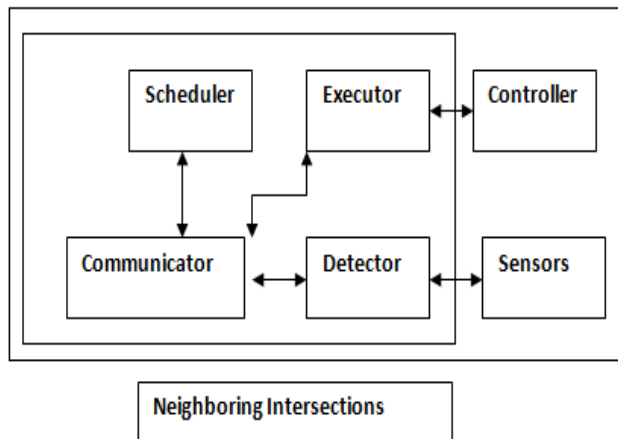 Scheduler
Executor
Controller
Communicator
Detector
Sensors
Neighboring Intersections